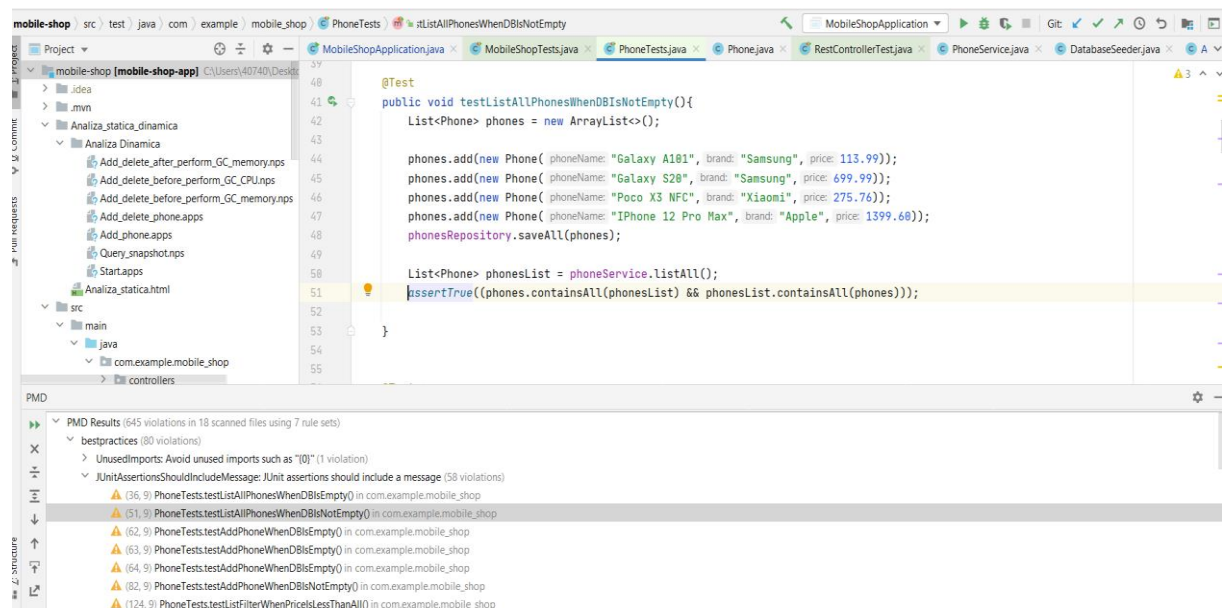 mobile-shop > src > test > java > com > example > mobile_shop > PhoneTests > stListAllPhonesWhenDBIsNotEmpty MobileShopApplication Git:
Project MobileShopApplication.java MobileShopTests.java PhoneTests.java Phone.java RestControllerTest.java PhoneService.java DatabaseSeeder.java A
mobile-shop [mobile-shop-app] C:\Users\40740\Deskto
.idea
.mvn
Analiza_statica_dinamica
Analiza Dinamica
Add_delete_after_perform_GC_memory.nps
Add_delete_before_perform_GC_CPU.nps
Add_delete_before_perform_GC_memory.nps
Add_delete_phone.apps
Add_phone.apps
Query_snapshot.nps
Start.apps
Analiza_statica.html
src
main
java
com.example.mobile_shop
controllers
Project
Commit
Pull Requests
Structure
39
40 @Test
41 public void testListAllPhonesWhenDBIsNotEmpty(){
42 List<Phone> phones = new ArrayList<>();
43
44 phones.add(new Phone( phoneName: "Galaxy A101", brand: "Samsung", price: 113.99));
45 phones.add(new Phone( phoneName: "Galaxy S20", brand: "Samsung", price: 699.99));
46 phones.add(new Phone( phoneName: "Poco X3 NFC", brand: "Xiaomi", price: 275.76));
47 phones.add(new Phone( phoneName: "IPhone 12 Pro Max", brand: "Apple", price: 1399.60));
48 phonesRepository.saveAll(phones);
49
50 List<Phone> phonesList = phoneService.listAll();
51 assertTrue((phones.containsAll(phonesList) && phonesList.containsAll(phones)));
52
53 }
54
55
3
PMD
PMD Results (645 violations in 18 scanned files using 7 rule sets)
bestpractices (80 violations)
UnusedImports: Avoid unused imports such as "{0}" (1 violation)
JUnitAssertionsShouldIncludeMessage: JUnit assertions should include a message (58 violations)
(36, 9) PhoneTests.testListAllPhonesWhenDBIsEmpty() in com.example.mobile_shop
(51, 9) PhoneTests.testListAllPhonesWhenDBIsNotEmpty() in com.example.mobile_shop
(62, 9) PhoneTests.testAddPhoneWhenDBIsEmpty() in com.example.mobile_shop
(63, 9) PhoneTests.testAddPhoneWhenDBIsEmpty() in com.example.mobile_shop
(64, 9) PhoneTests.testAddPhoneWhenDBIsEmpty() in com.example.mobile_shop
(82, 9) PhoneTests.testAddPhoneWhenDBIsNotEmpty() in com.example.mobile_shop
(124, 9) PhoneTests.testListFilterWhenPriceIsLessThanAll() in com.example.mobile_shop